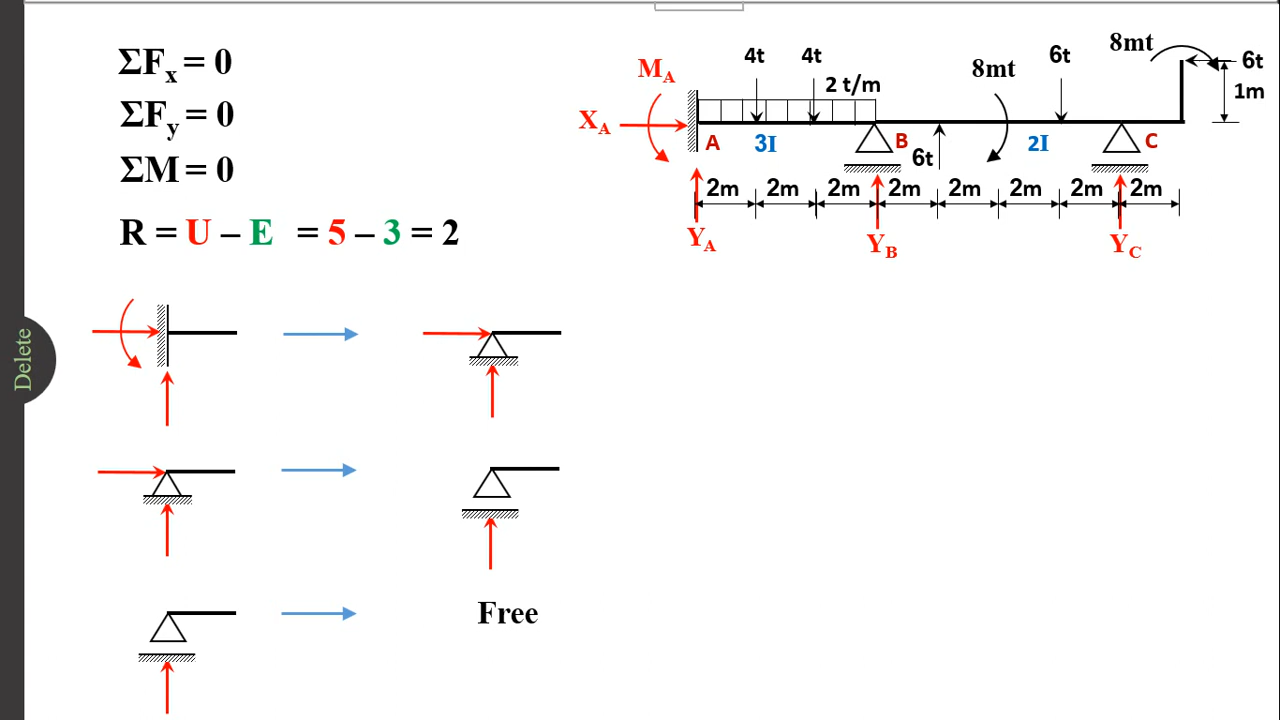 ΣFx = 0
ΣFy = 0
ΣM = 0
R = U – E = 5 – 3 = 2
Delete
Free
8mt
4t 4t 8mt 6t 6t
MA 2 t/m 1m
XA
A 3I B 6t 2I C
2m 2m 2m 2m 2m 2m 2m 2m
YA YB YC